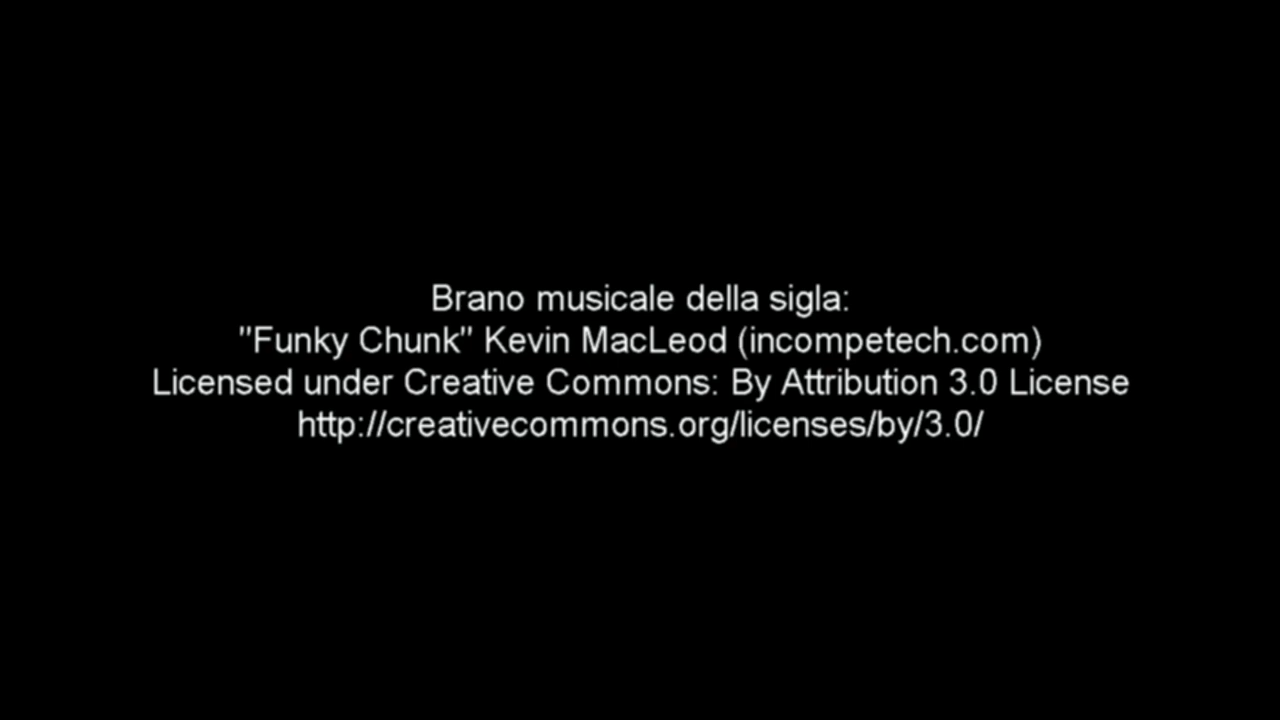 Brano musicale della sigla:
"Funky Chunk" Kevin MacLeod (incompetech.com)
Licensed under Creative Commons: By Attribution 3.0 License
http://creativecommons.org/licenses/by/3.0/